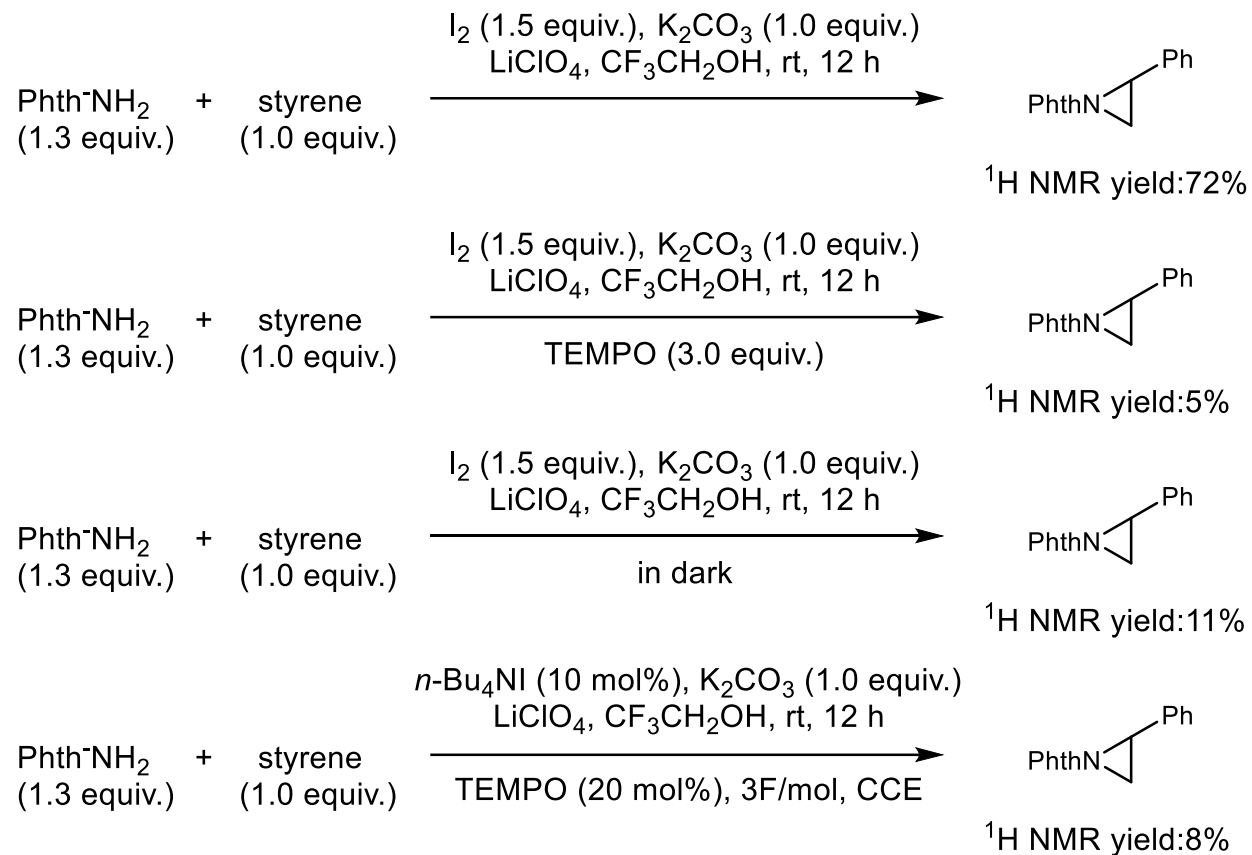 I₂ (1.5 equiv.), K₂CO₃ (1.0 equiv.)
LiClO₄, CF₃CH₂OH, rt, 12 h
Ph
Phth-NH₂ + styrene
PhthN
(1.3 equiv.) (1.0 equiv.)
¹H NMR yield:72%
I₂ (1.5 equiv.), K₂CO₃ (1.0 equiv.)
LiClO₄, CF₃CH₂OH, rt, 12 h
Ph
Phth-NH₂ + styrene
PhthN
(1.3 equiv.) (1.0 equiv.)
TEMPO (3.0 equiv.)
¹H NMR yield:5%
I₂ (1.5 equiv.), K₂CO₃ (1.0 equiv.)
LiClO₄, CF₃CH₂OH, rt, 12 h
Ph
Phth-NH₂ + styrene
PhthN
(1.3 equiv.) (1.0 equiv.)
in dark
¹H NMR yield:11%
n-Bu₄NI (10 mol%), K₂CO₃ (1.0 equiv.)
LiClO₄, CF₃CH₂OH, rt, 12 h
Ph
Phth-NH₂ + styrene
PhthN
(1.3 equiv.) (1.0 equiv.)
TEMPO (20 mol%), 3F/mol, CCE
¹H NMR yield:8%